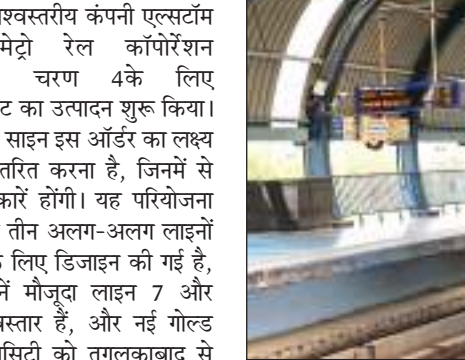 श्वस्तरीय कंपनी एल्सटॉम
मेट्रो रेल कॉपोर्रेशन
चरण 4के लिए
ट का उत्पादन शुरू किया।
साइन इस ऑर्डर का लक्ष्य
तरित करना है, जिनमें से
कारें होंगी। यह परियोजना
तीन अलग-अलग लाइनों
लिए डिजाइन की गई है,
मौजूदा लाइन 7 और
स्तार हैं, और नई गोल्ड
सिटी को तुगलकाबाद से